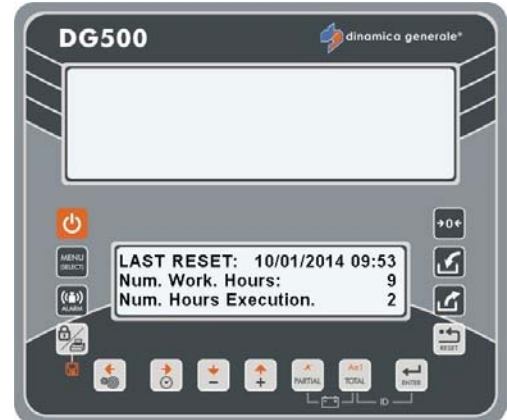 DG500
dinamica generale®
→0←
MENU
(SELECT)
ALARM
LAST RESET: 10/01/2014 09:53
Num. Work. Hours: 9
Num. Hours Execution. 2
RESET
-
+
PARTIAL
TOTAL
ENTER
ID